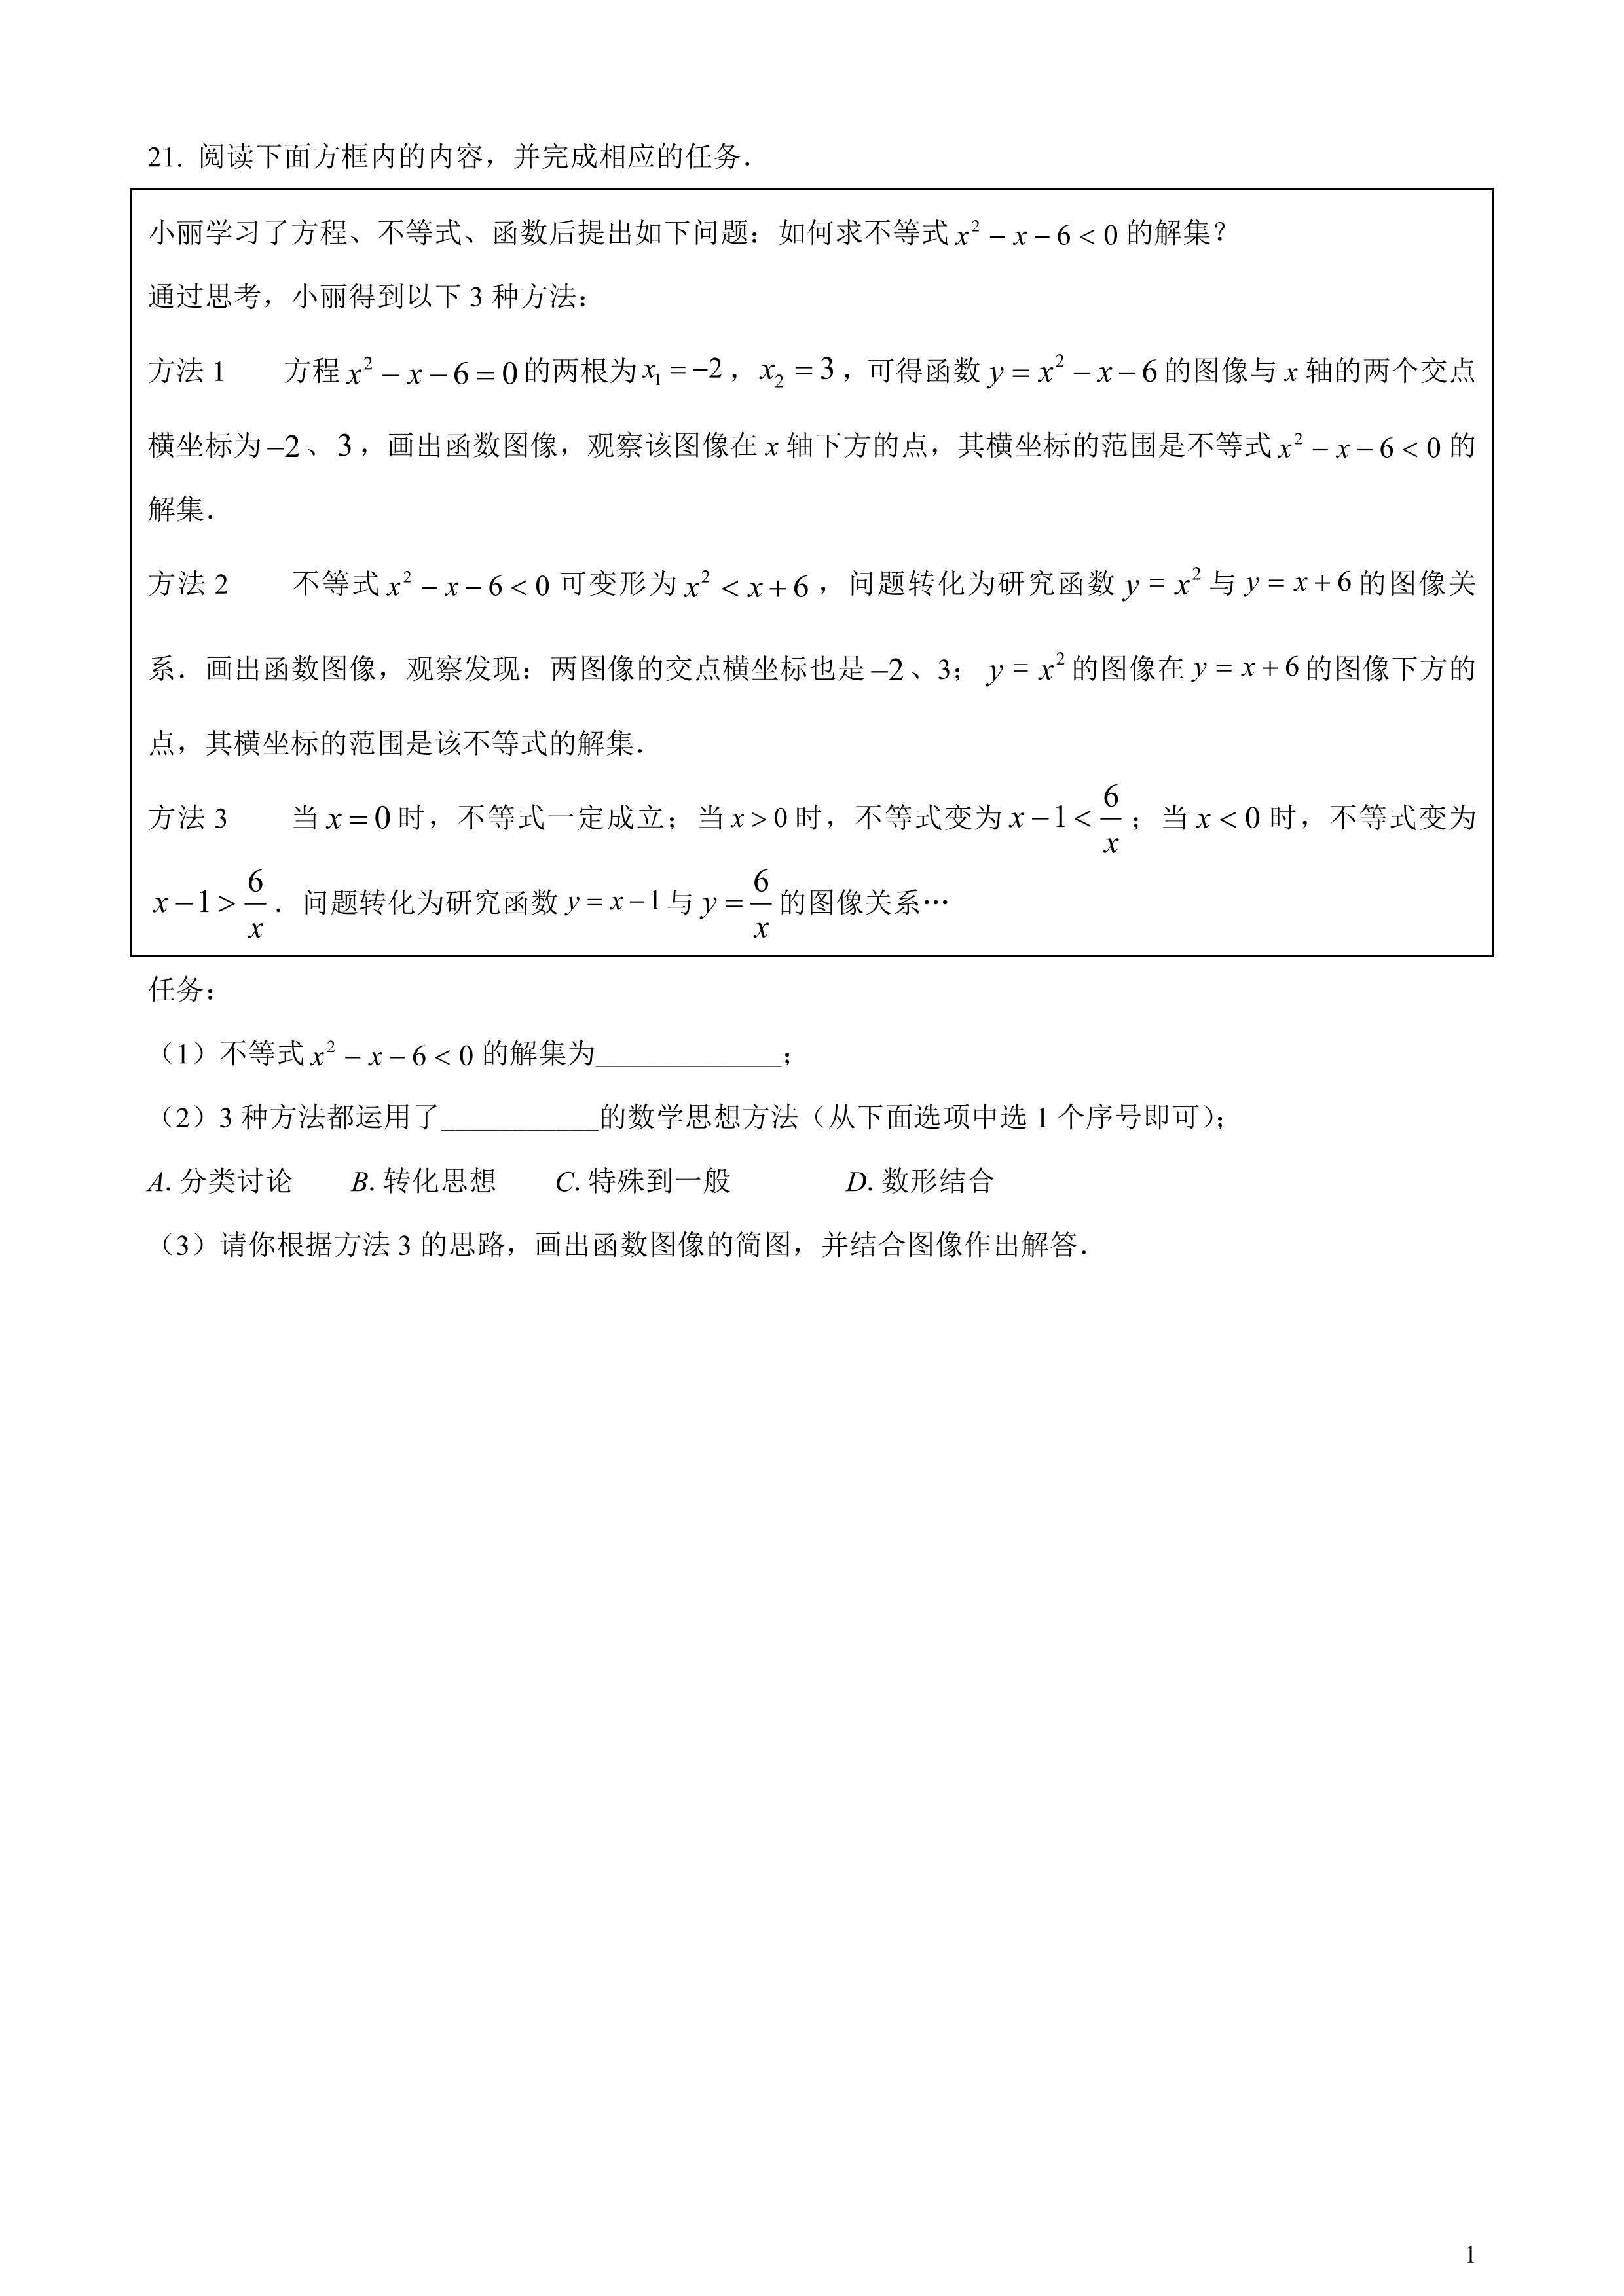 21. 阅读下面方框内的内容，并完成相应的任务．
小丽学习了方程、不等式、函数后提出如下问题：如何求不等式 x² − x − 6 < 0 的解集？
通过思考，小丽得到以下 3 种方法：
方法 1  方程 x² − x − 6 = 0 的两根为 x₁ = −2，x₂ = 3，可得函数 y = x² − x − 6 的图像与 x 轴的两个交点
横坐标为 −2、3，画出函数图像，观察该图像在 x 轴下方的点，其横坐标的范围是不等式 x² − x − 6 < 0 的
解集．
方法 2  不等式 x² − x − 6 < 0 可变形为 x² < x + 6，问题转化为研究函数 y = x² 与 y = x + 6 的图像关
系．画出函数图像，观察发现：两图像的交点横坐标也是 −2、3；y = x² 的图像在 y = x + 6 的图像下方的
点，其横坐标的范围是该不等式的解集．
方法 3  当 x = 0 时，不等式一定成立；当 x > 0 时，不等式变为 x − 1 < 6/x；当 x < 0 时，不等式变为
x − 1 > 6/x．问题转化为研究函数 y = x − 1 与 y = 6/x 的图像关系…
任务：
（1）不等式 x² − x − 6 < 0 的解集为_____________；
（2）3 种方法都运用了___________的数学思想方法（从下面选项中选 1 个序号即可）；
A. 分类讨论  B. 转化思想  C. 特殊到一般  D. 数形结合
（3）请你根据方法 3 的思路，画出函数图像的简图，并结合图像作出解答．
1